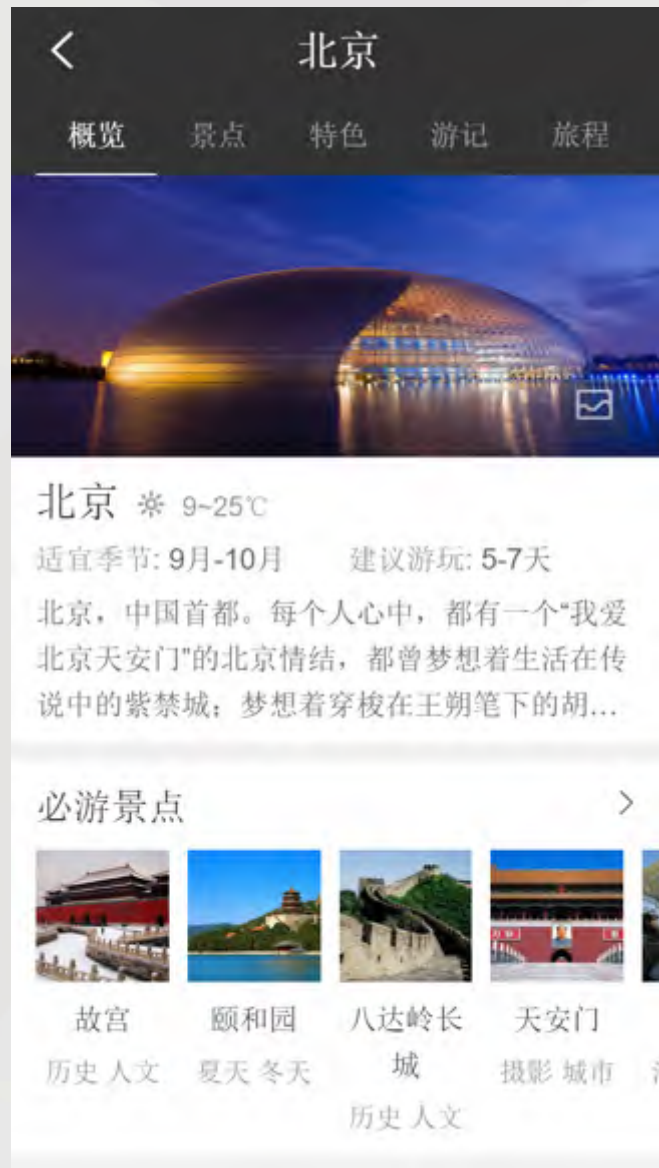 北京
概览 景点 特色 游记 旅程
北京 9~25℃
适宜季节: 9月-10月 建议游玩: 5-7天
北京，中国首都。每个人心中，都有一个“我爱
北京天安门”的北京情结，都曾梦想着生活在传
说中的紫禁城；梦想着穿梭在王朔笔下的胡...
必游景点
故宫 颐和园 八达岭长 天安门
城
历史 人文 夏天 冬天 摄影 城市
历史 人文